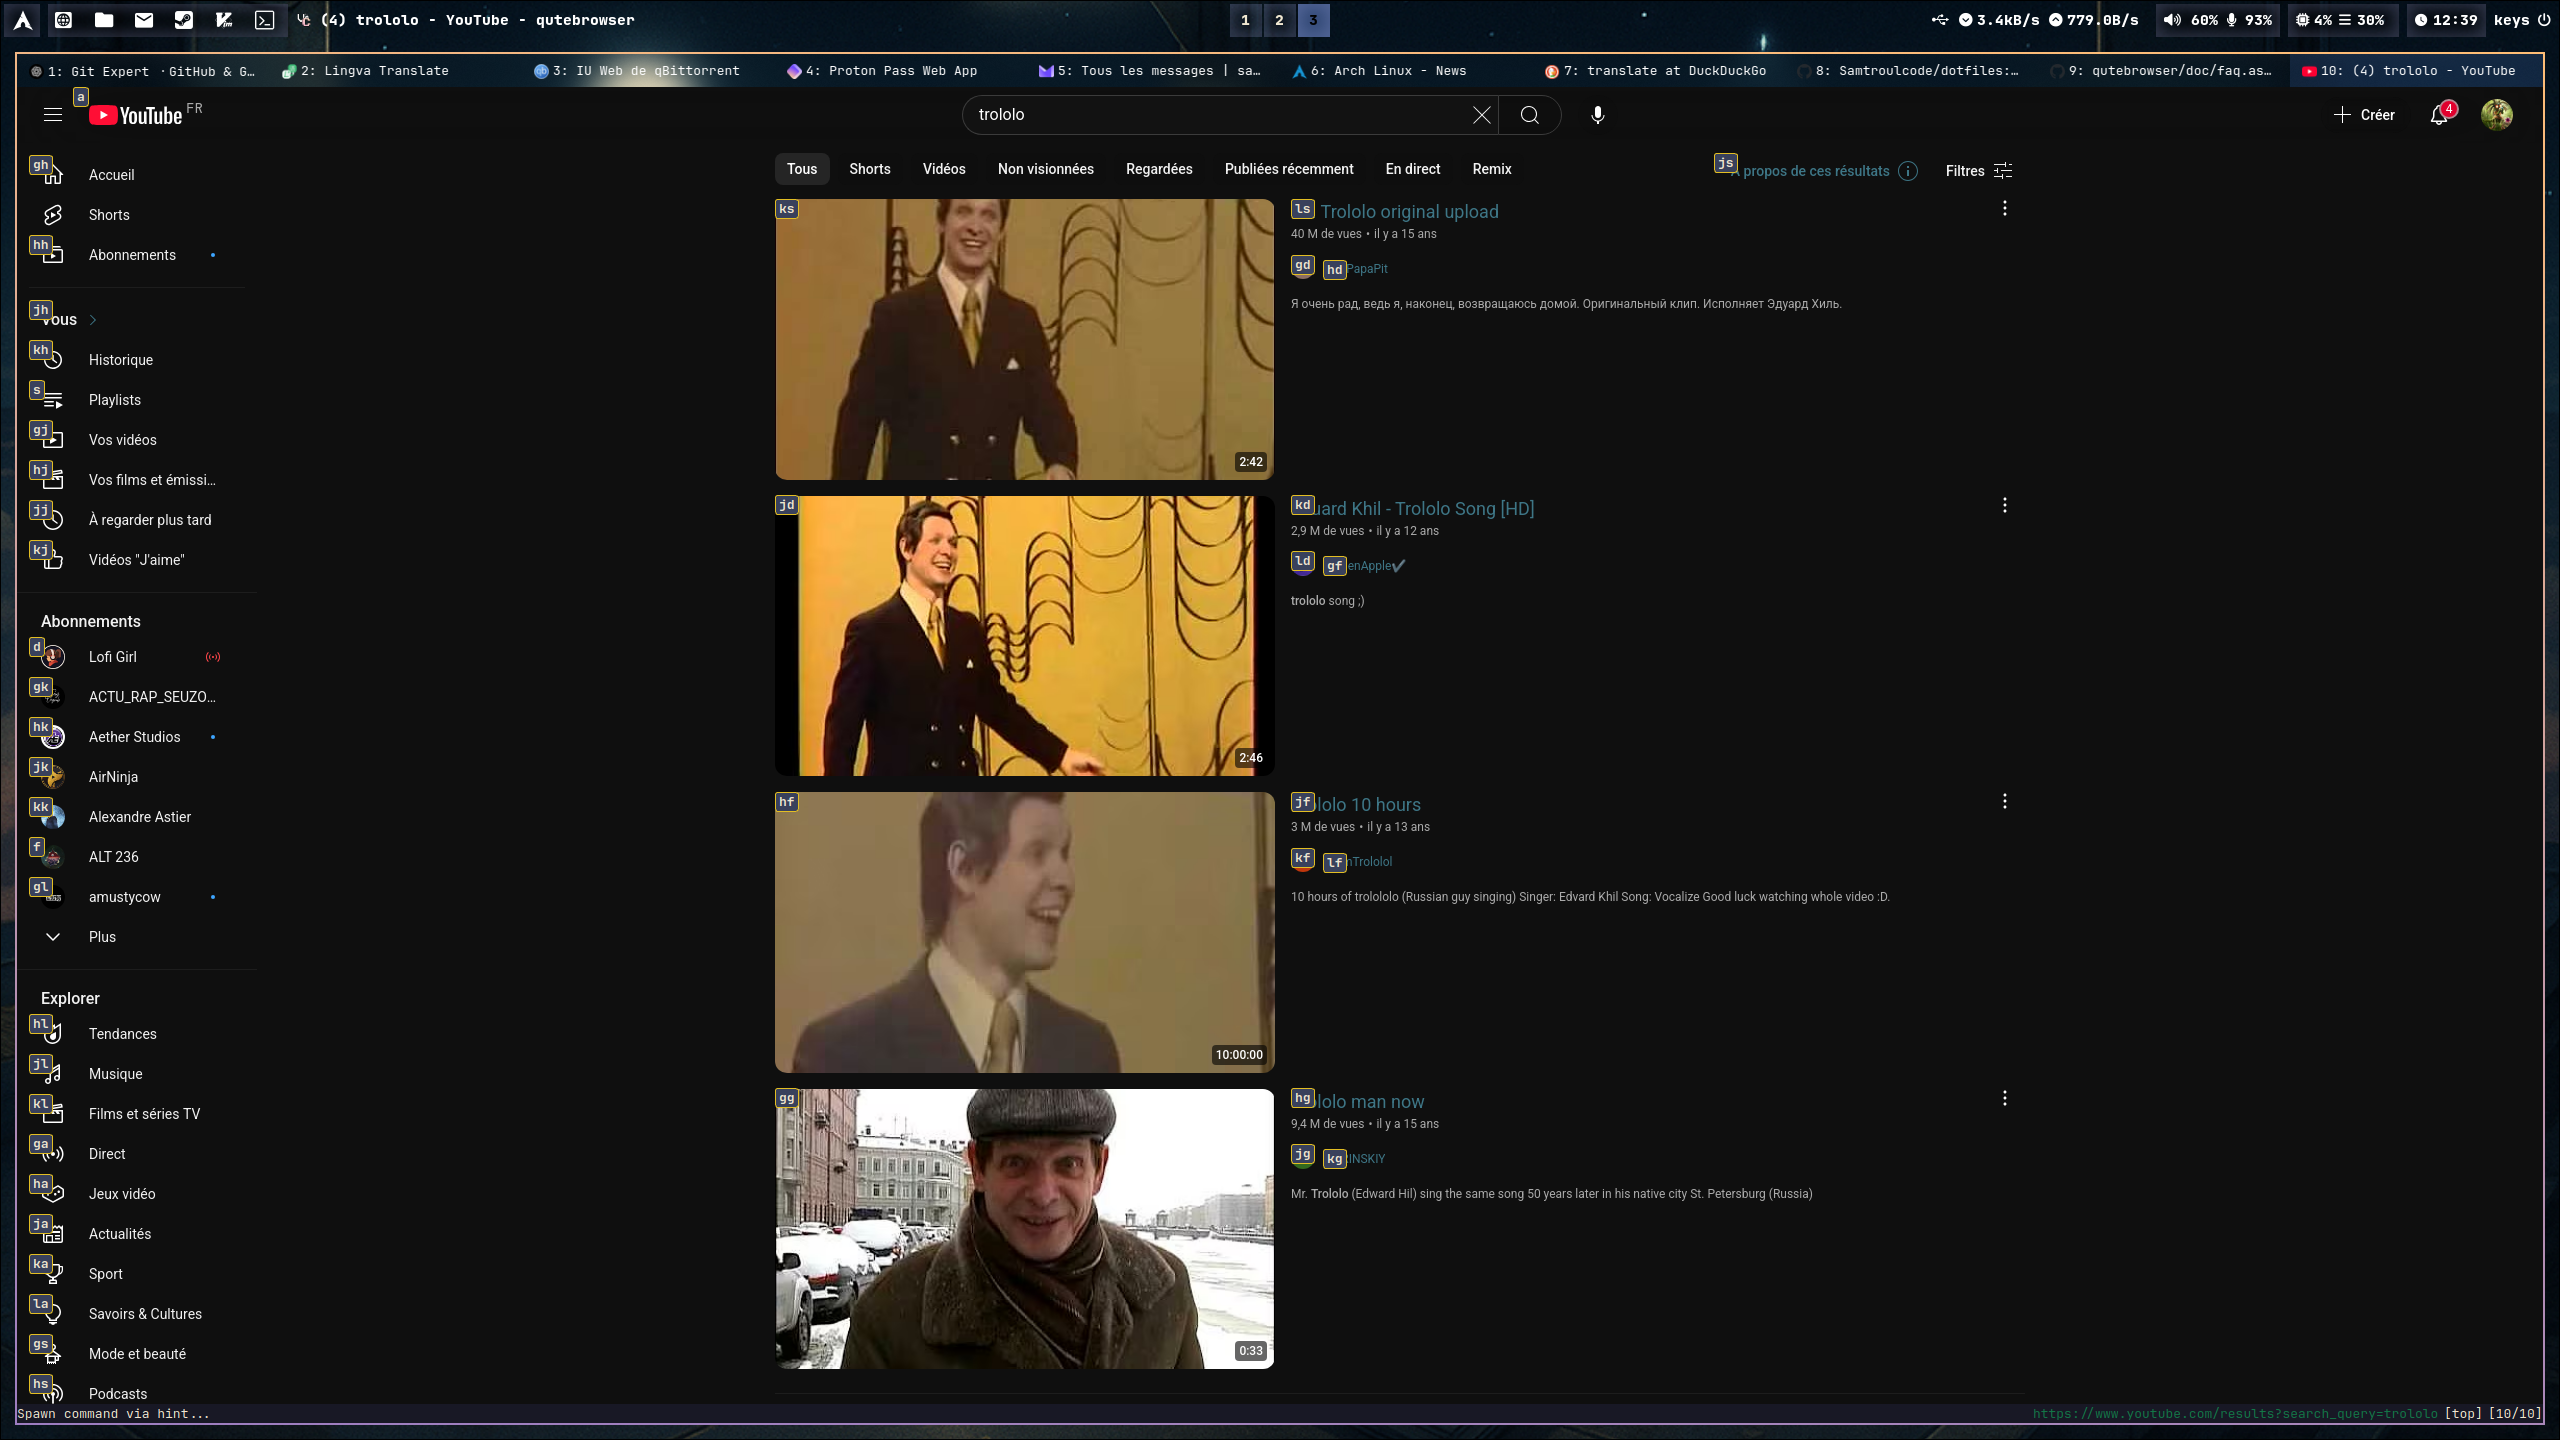 (4) trololo - YouTube - qutebrowser
1 2 3
3.4kB/s 779.0B/s 60% 93% 4% 30% 12:39 keys
1: Git Expert · GitHub & G…
2: Lingva Translate
3: IU Web de qBittorrent
4: Proton Pass Web App
5: Tous les messages | sa…
6: Arch Linux - News
7: translate at DuckDuckGo
8: Samtroulcode/dotfiles:…
9: qutebrowser/doc/faq.as…
10: (4) trololo - YouTube
a
YouTube FR
trololo
Créer
4
gh Accueil
Shorts
hh Abonnements
jh Vous
kh Historique
s Playlists
gj Vos vidéos
hj Vos films et émissi…
jj À regarder plus tard
kj Vidéos "J'aime"
Abonnements
d Lofi Girl
gk ACTU_RAP_SEUZO…
hk Aether Studios
jk AirNinja
kk Alexandre Astier
f ALT 236
gl amustycow
Plus
Explorer
hl Tendances
jl Musique
kl Films et séries TV
ga Direct
ha Jeux vidéo
ja Actualités
ka Sport
la Savoirs & Cultures
gs Mode et beauté
hs Podcasts
Tous Shorts Vidéos Non visionnées Regardées Publiées récemment En direct Remix
js propos de ces résultats
Filtres
ks
2:42
ls Trololo original upload
40 M de vues • il y a 15 ans
gd hd PapaPit
Я очень рад, ведь я, наконец, возвращаюсь домой. Оригинальный клип. Исполняет Эдуард Хиль.
jd
2:46
kd uard Khil - Trololo Song [HD]
2,9 M de vues • il y a 12 ans
ld gf enApple✔
trololo song ;)
hf
10:00:00
jf lolo 10 hours
3 M de vues • il y a 13 ans
kf lf nTrololol
10 hours of trolololo (Russian guy singing) Singer: Edvard Khil Song: Vocalize Good luck watching whole video :D.
gg
0:33
hg lolo man now
9,4 M de vues • il y a 15 ans
jg kg INSKIY
Mr. Trololo (Edward Hil) sing the same song 50 years later in his native city St. Petersburg (Russia)
Spawn command via hint...
https://www.youtube.com/results?search_query=trololo [top] [10/10]